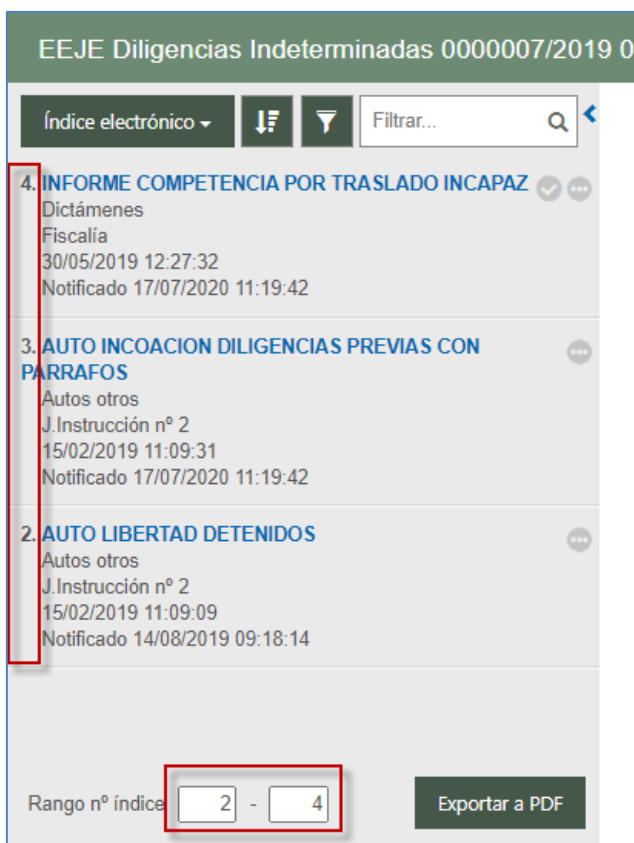 EEJE Diligencias Indeterminadas 0000007/2019 0
Índice electrónico
Filtrar...
4. INFORME COMPETENCIA POR TRASLADO INCAPAZ
Dictámenes
Fiscalía
30/05/2019 12:27:32
Notificado 17/07/2020 11:19:42
3. AUTO INCOACION DILIGENCIAS PREVIAS CON
PARRAFOS
Autos otros
J.Instrucción nº 2
15/02/2019 11:09:31
Notificado 17/07/2020 11:19:42
2. AUTO LIBERTAD DETENIDOS
Autos otros
J.Instrucción nº 2
15/02/2019 11:09:09
Notificado 14/08/2019 09:18:14
Rango nº índice 2 - 4 Exportar a PDF